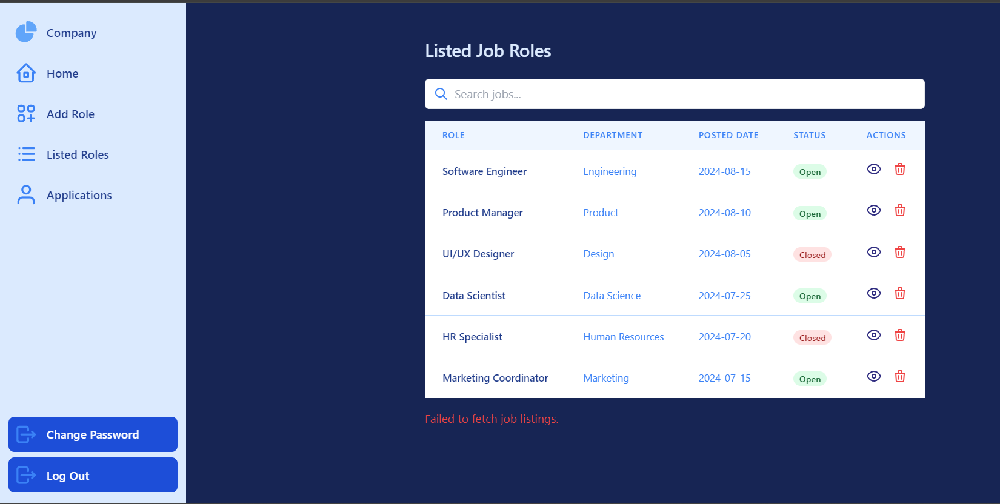 Company
Home
Add Role
Listed Roles
Applications
Change Password
Log Out
Listed Job Roles
Search jobs...
ROLE DEPARTMENT POSTED DATE STATUS ACTIONS
Software Engineer Engineering 2024-08-15 Open
Product Manager Product 2024-08-10 Open
UI/UX Designer Design 2024-08-05 Closed
Data Scientist Data Science 2024-07-25 Open
HR Specialist Human Resources 2024-07-20 Closed
Marketing Coordinator Marketing 2024-07-15 Open
Failed to fetch job listings.